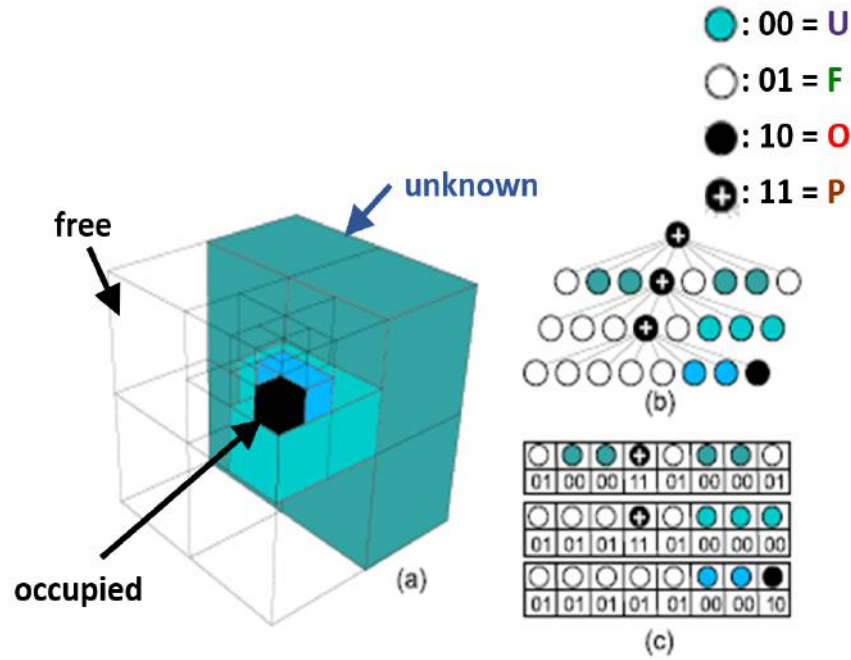 : 00 = U
: 01 = F
: 10 = O
: 11 = P
unknown
free
occupied
(a)
(b)
01 00 00 11 01 00 00 01
01 01 01 11 01 00 00 00
01 01 01 01 01 00 00 10
(c)